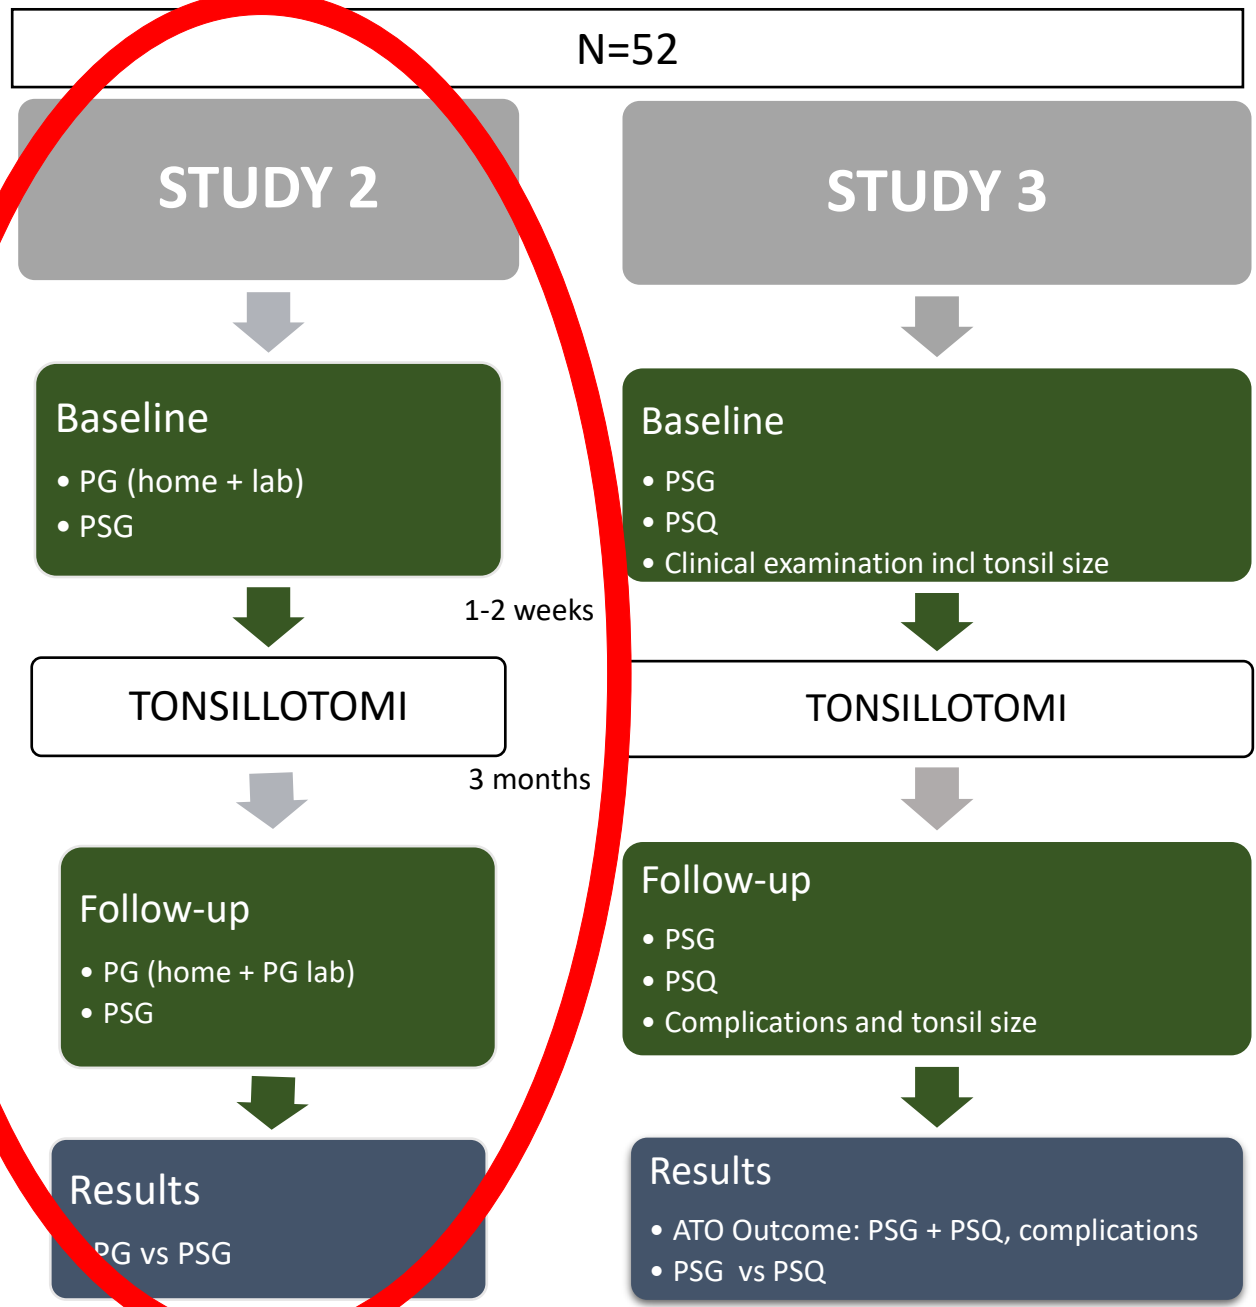 N=52
STUDY 2
Baseline
• PG (home + lab)
• PSG
1-2 weeks
TONSILLOTOMI
3 months
Follow-up
• PG (home + PG lab)
• PSG
Results
PG vs PSG
STUDY 3
Baseline
• PSG
• PSQ
• Clinical examination incl tonsil size
TONSILLOTOMI
Follow-up
• PSG
• PSQ
• Complications and tonsil size
Results
• ATO Outcome: PSG + PSQ, complications
• PSG vs PSQ